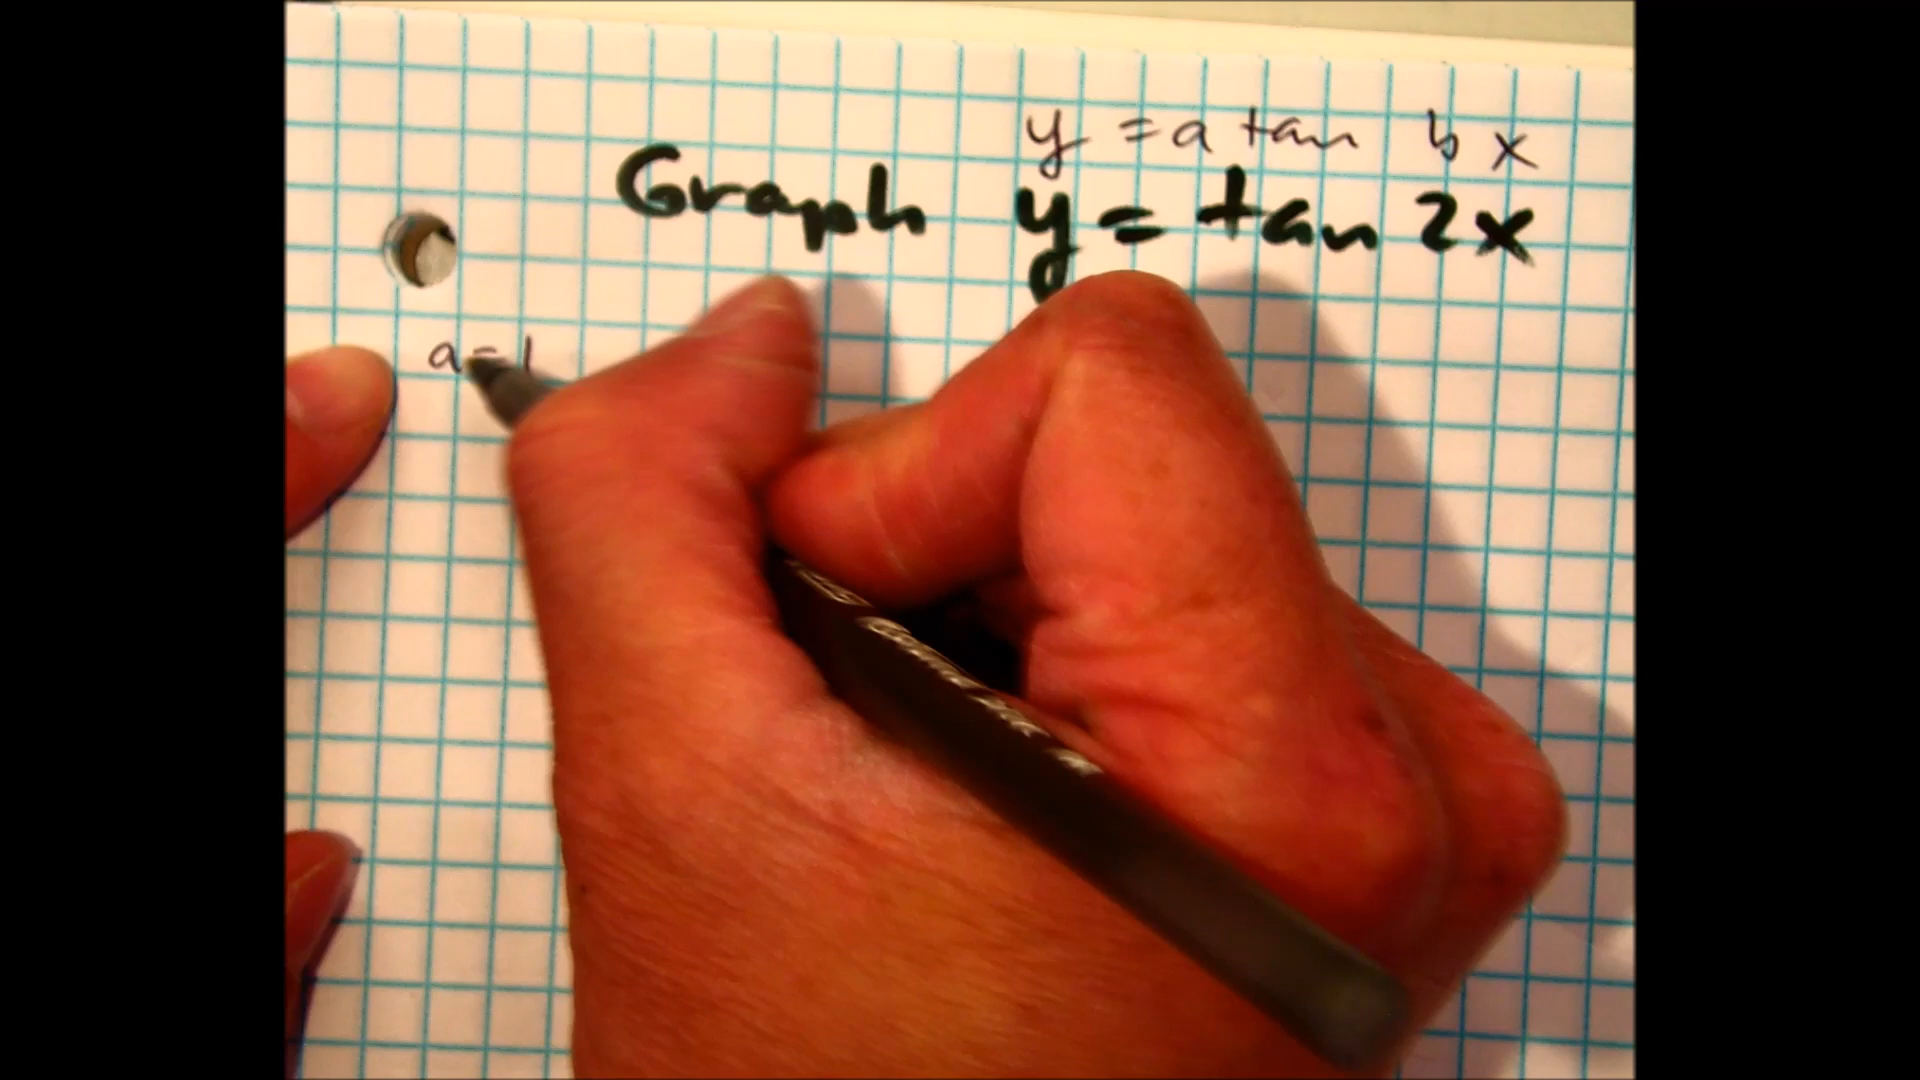 y = a tan bx
Graph y = tan 2x
a = 1